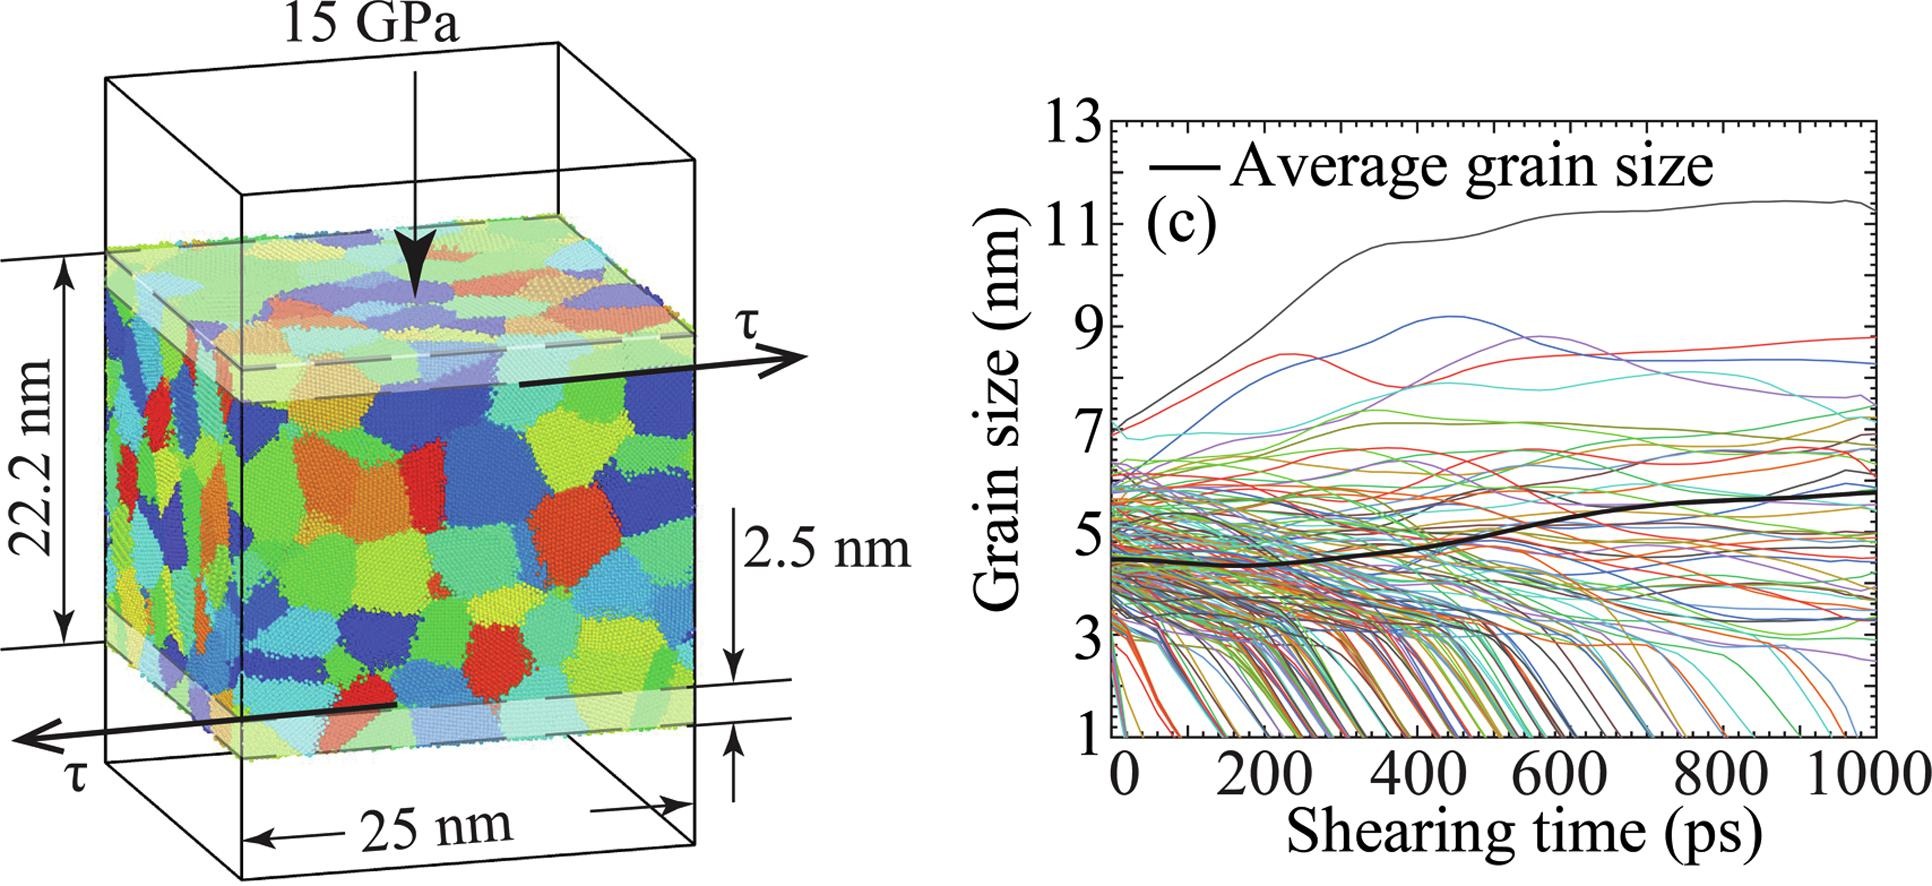 15 GPa
τ
22.2 nm
2.5 nm
τ
25 nm
13
11
9
7
5
3
1
Average grain size
(c)
Grain size (nm)
0 200 400 600 800 1000
Shearing time (ps)